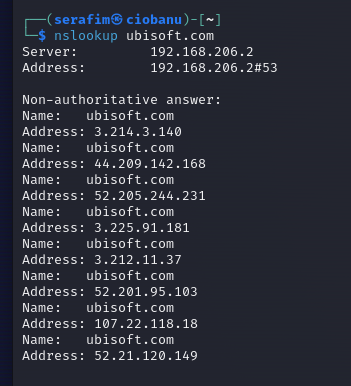 ┌──(serafim㉿ciobanu)-[~]
└─$ nslookup ubisoft.com
Server:         192.168.206.2
Address:        192.168.206.2#53

Non-authoritative answer:
Name:   ubisoft.com
Address: 3.214.3.140
Name:   ubisoft.com
Address: 44.209.142.168
Name:   ubisoft.com
Address: 52.205.244.231
Name:   ubisoft.com
Address: 3.225.91.181
Name:   ubisoft.com
Address: 3.212.11.37
Name:   ubisoft.com
Address: 52.201.95.103
Name:   ubisoft.com
Address: 107.22.118.18
Name:   ubisoft.com
Address: 52.21.120.149